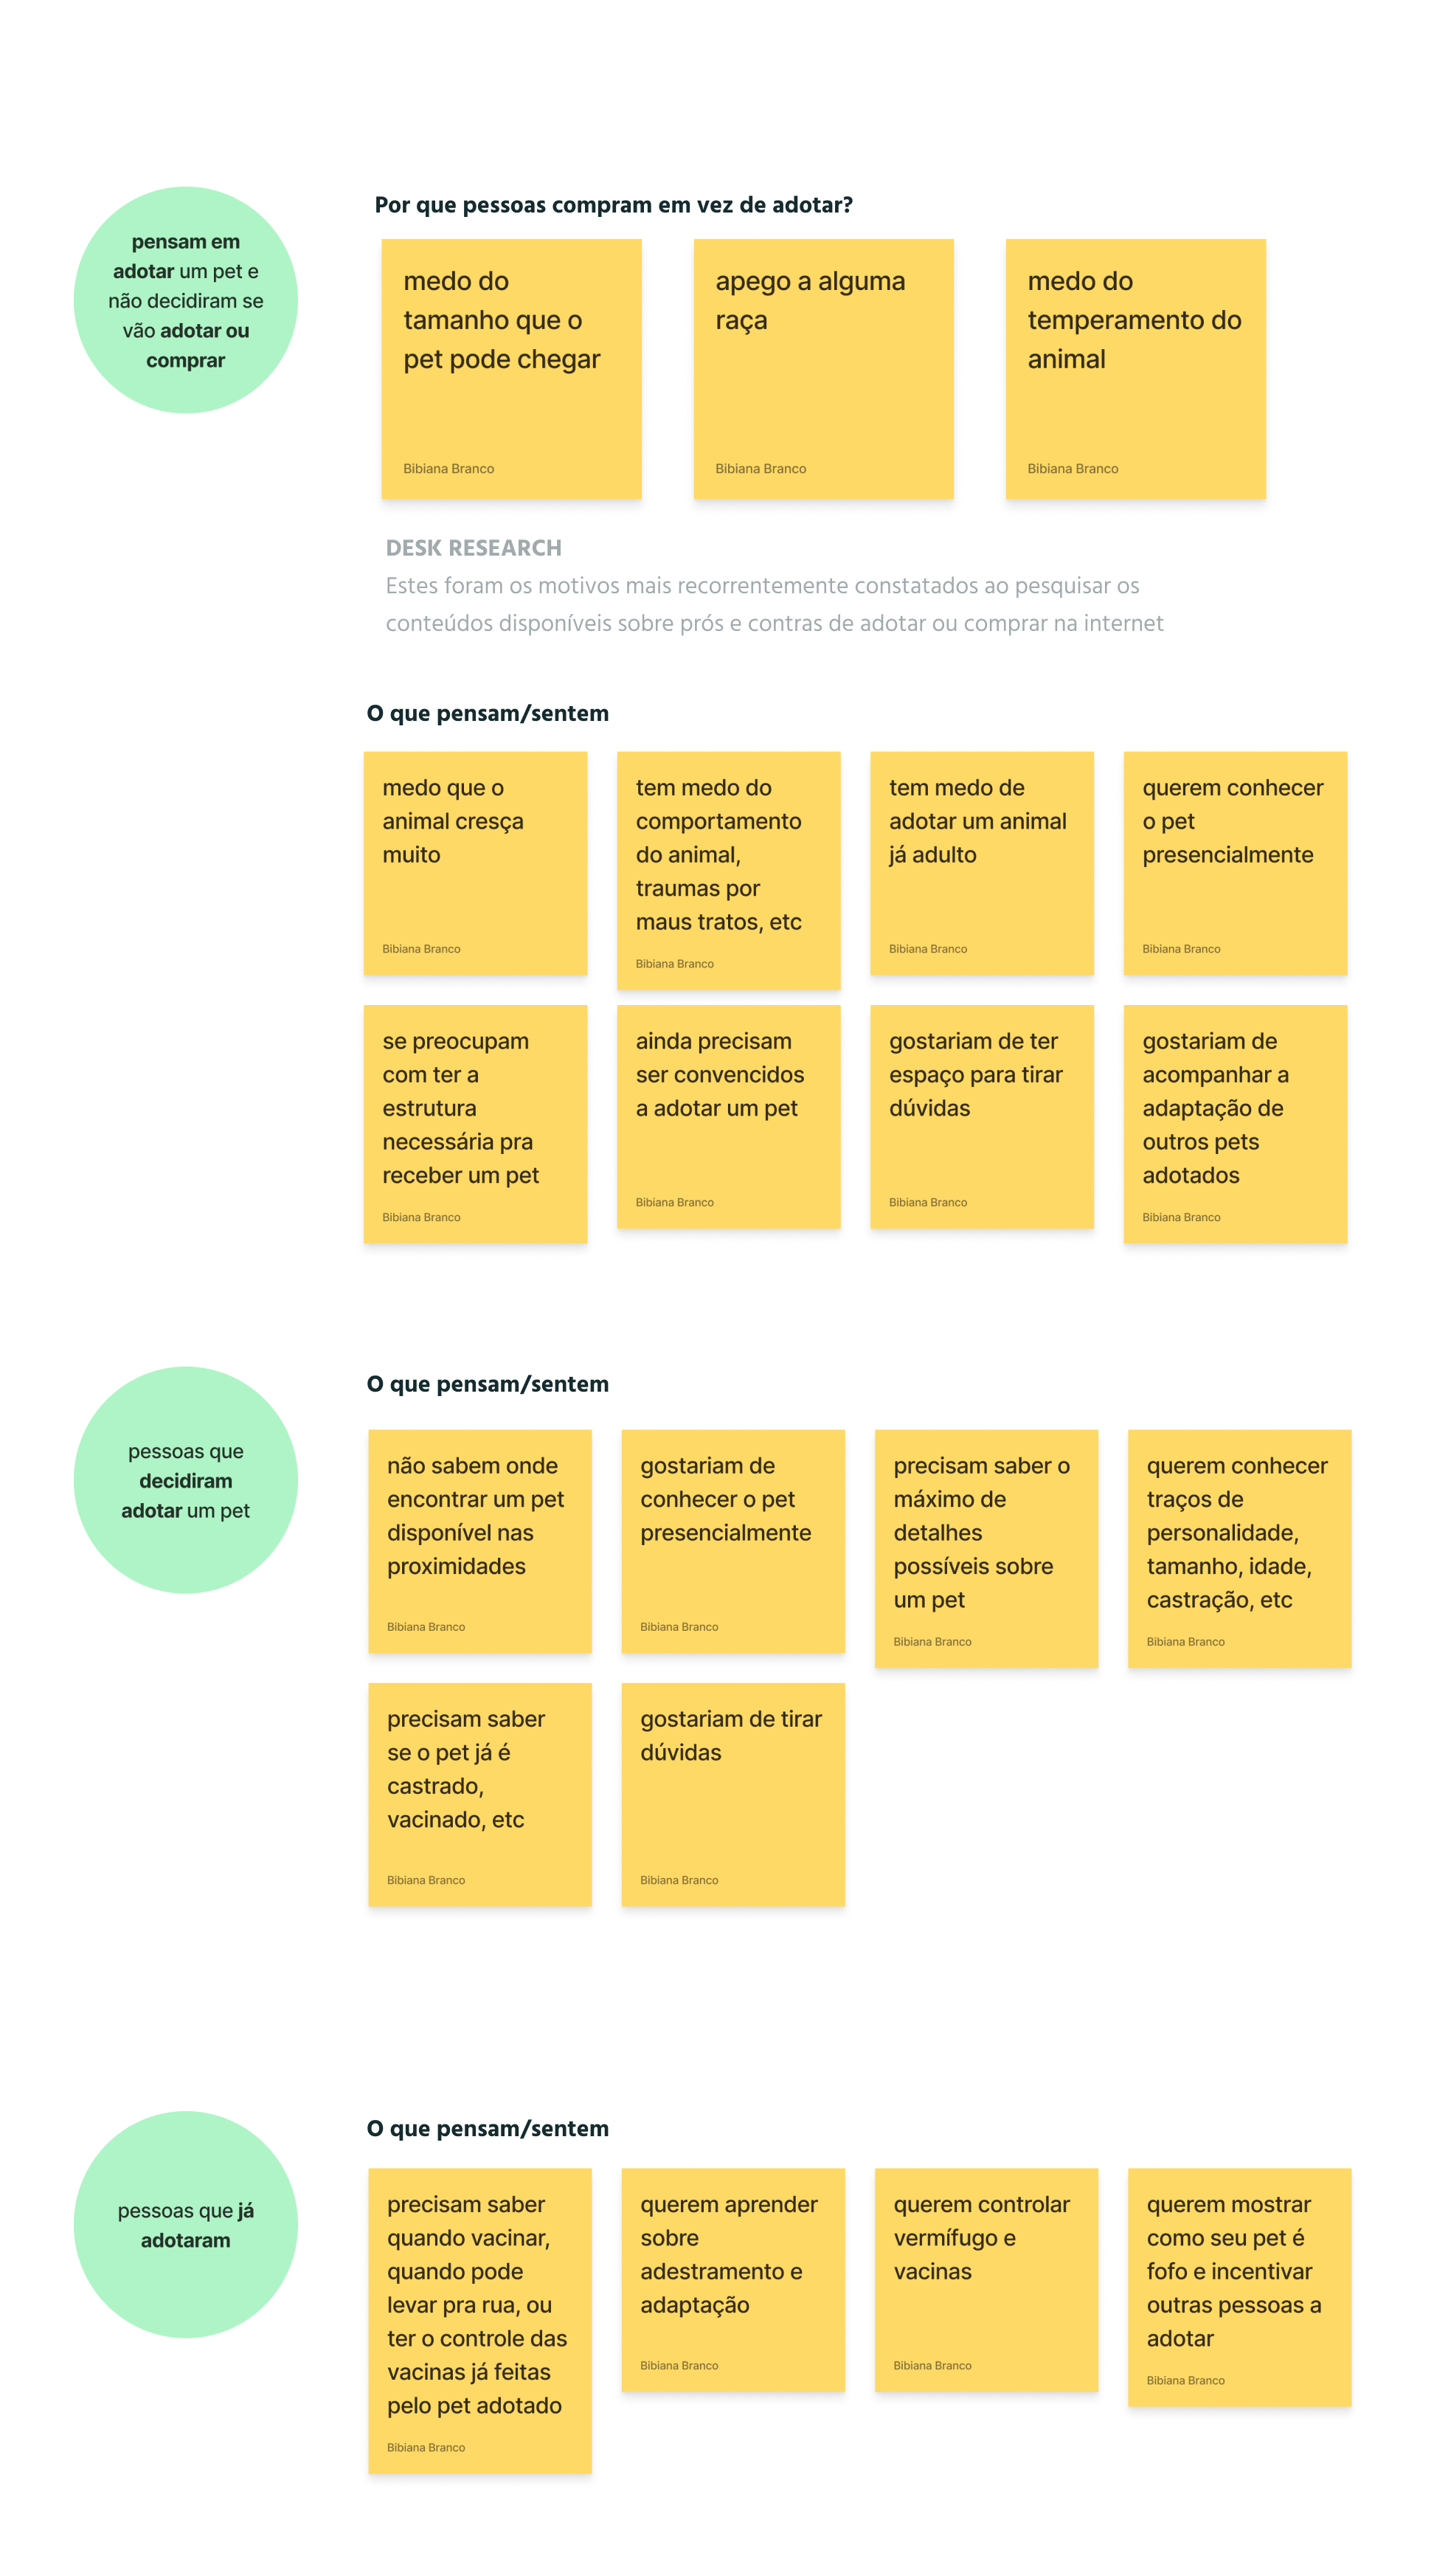 pensam em
adotar um pet e
não decidiram se
vão adotar ou
comprar
Por que pessoas compram em vez de adotar?
medo do
tamanho que o
pet pode chegar
Bibiana Branco
apego a alguma
raça
Bibiana Branco
medo do
temperamento do
animal
Bibiana Branco
DESK RESEARCH
Estes foram os motivos mais recorrentemente constatados ao pesquisar os
conteúdos disponíveis sobre prós e contras de adotar ou comprar na internet
O que pensam/sentem
medo que o
animal cresça
muito
Bibiana Branco
tem medo do
comportamento
do animal,
traumas por
maus tratos, etc
Bibiana Branco
tem medo de
adotar um animal
já adulto
Bibiana Branco
querem conhecer
o pet
presencialmente
Bibiana Branco
se preocupam
com ter a
estrutura
necessária pra
receber um pet
Bibiana Branco
ainda precisam
ser convencidos
a adotar um pet
Bibiana Branco
gostariam de ter
espaço para tirar
dúvidas
Bibiana Branco
gostariam de
acompanhar a
adaptação de
outros pets
adotados
Bibiana Branco
pessoas que
decidiram
adotar um pet
O que pensam/sentem
não sabem onde
encontrar um pet
disponível nas
proximidades
Bibiana Branco
gostariam de
conhecer o pet
presencialmente
Bibiana Branco
precisam saber o
máximo de
detalhes
possíveis sobre
um pet
Bibiana Branco
querem conhecer
traços de
personalidade,
tamanho, idade,
castração, etc
Bibiana Branco
precisam saber
se o pet já é
castrado,
vacinado, etc
Bibiana Branco
gostariam de tirar
dúvidas
Bibiana Branco
pessoas que já
adotaram
O que pensam/sentem
precisam saber
quando vacinar,
quando pode
levar pra rua, ou
ter o controle das
vacinas já feitas
pelo pet adotado
Bibiana Branco
querem aprender
sobre
adestramento e
adaptação
Bibiana Branco
querem controlar
vermífugo e
vacinas
Bibiana Branco
querem mostrar
como seu pet é
fofo e incentivar
outras pessoas a
adotar
Bibiana Branco